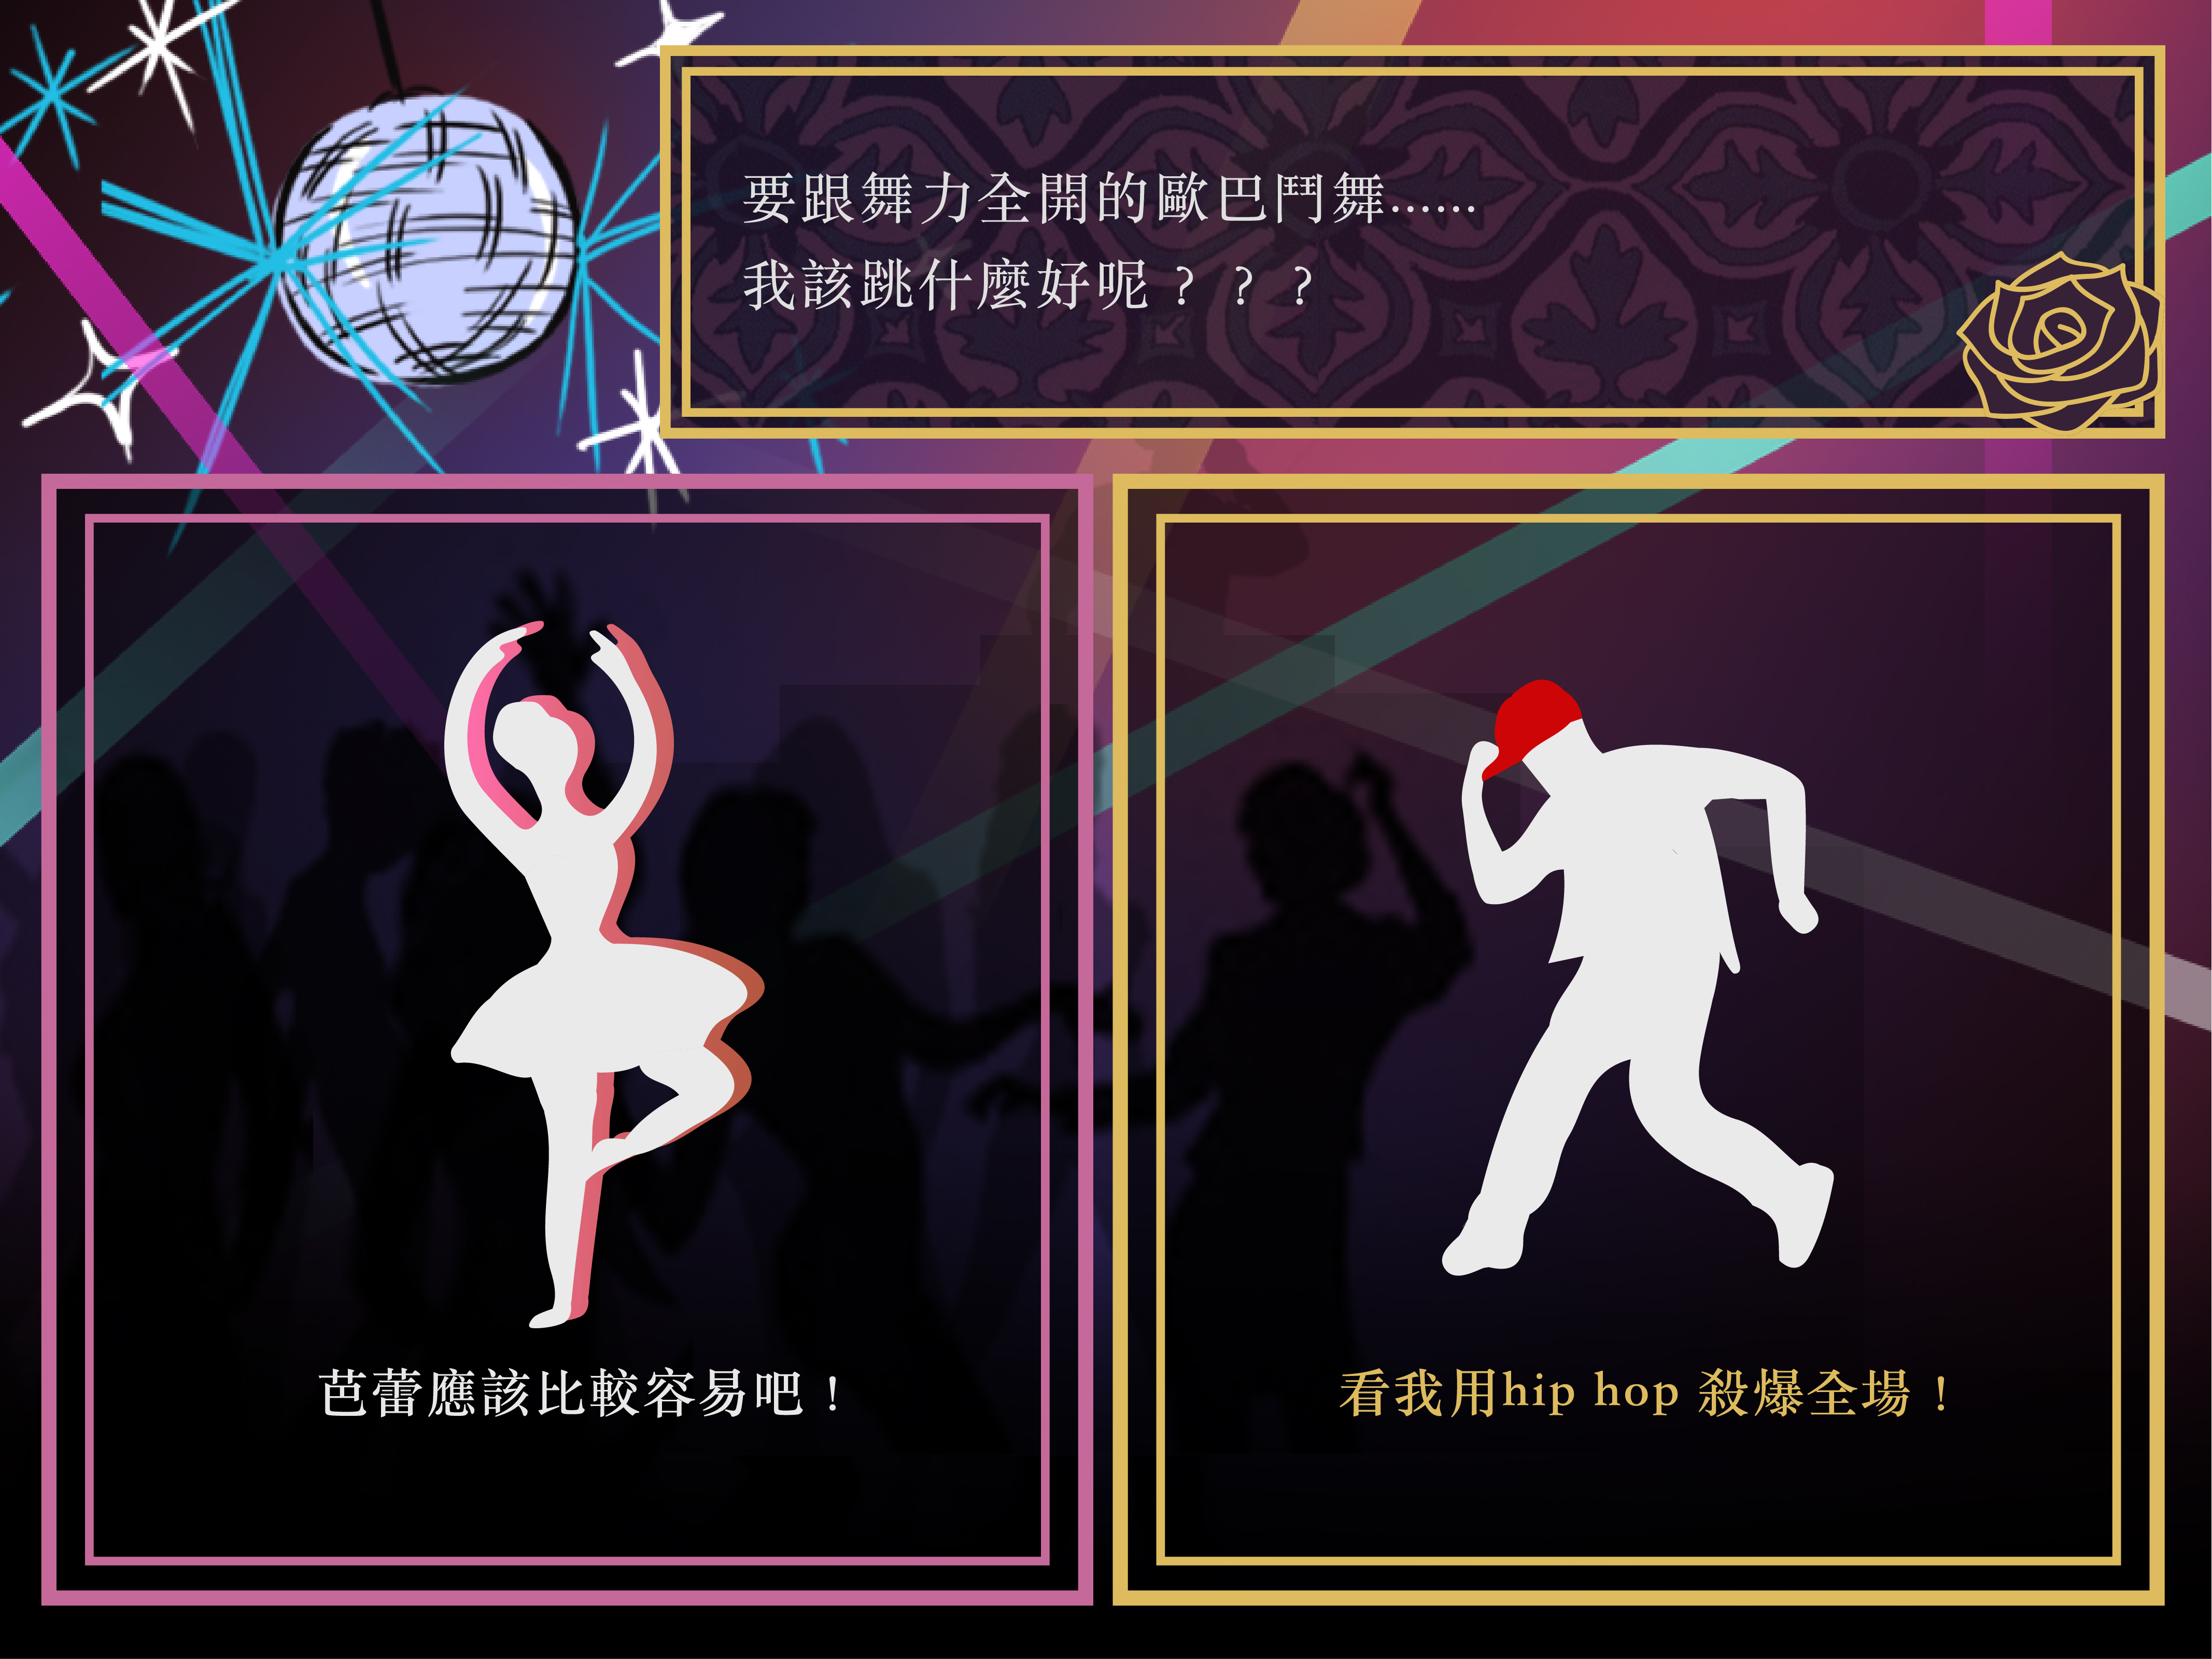 要跟舞力全開的歐巴鬥舞......
我該跳什麼好呢？？？
芭蕾應該比較容易吧！
看我用hip hop 殺爆全場！